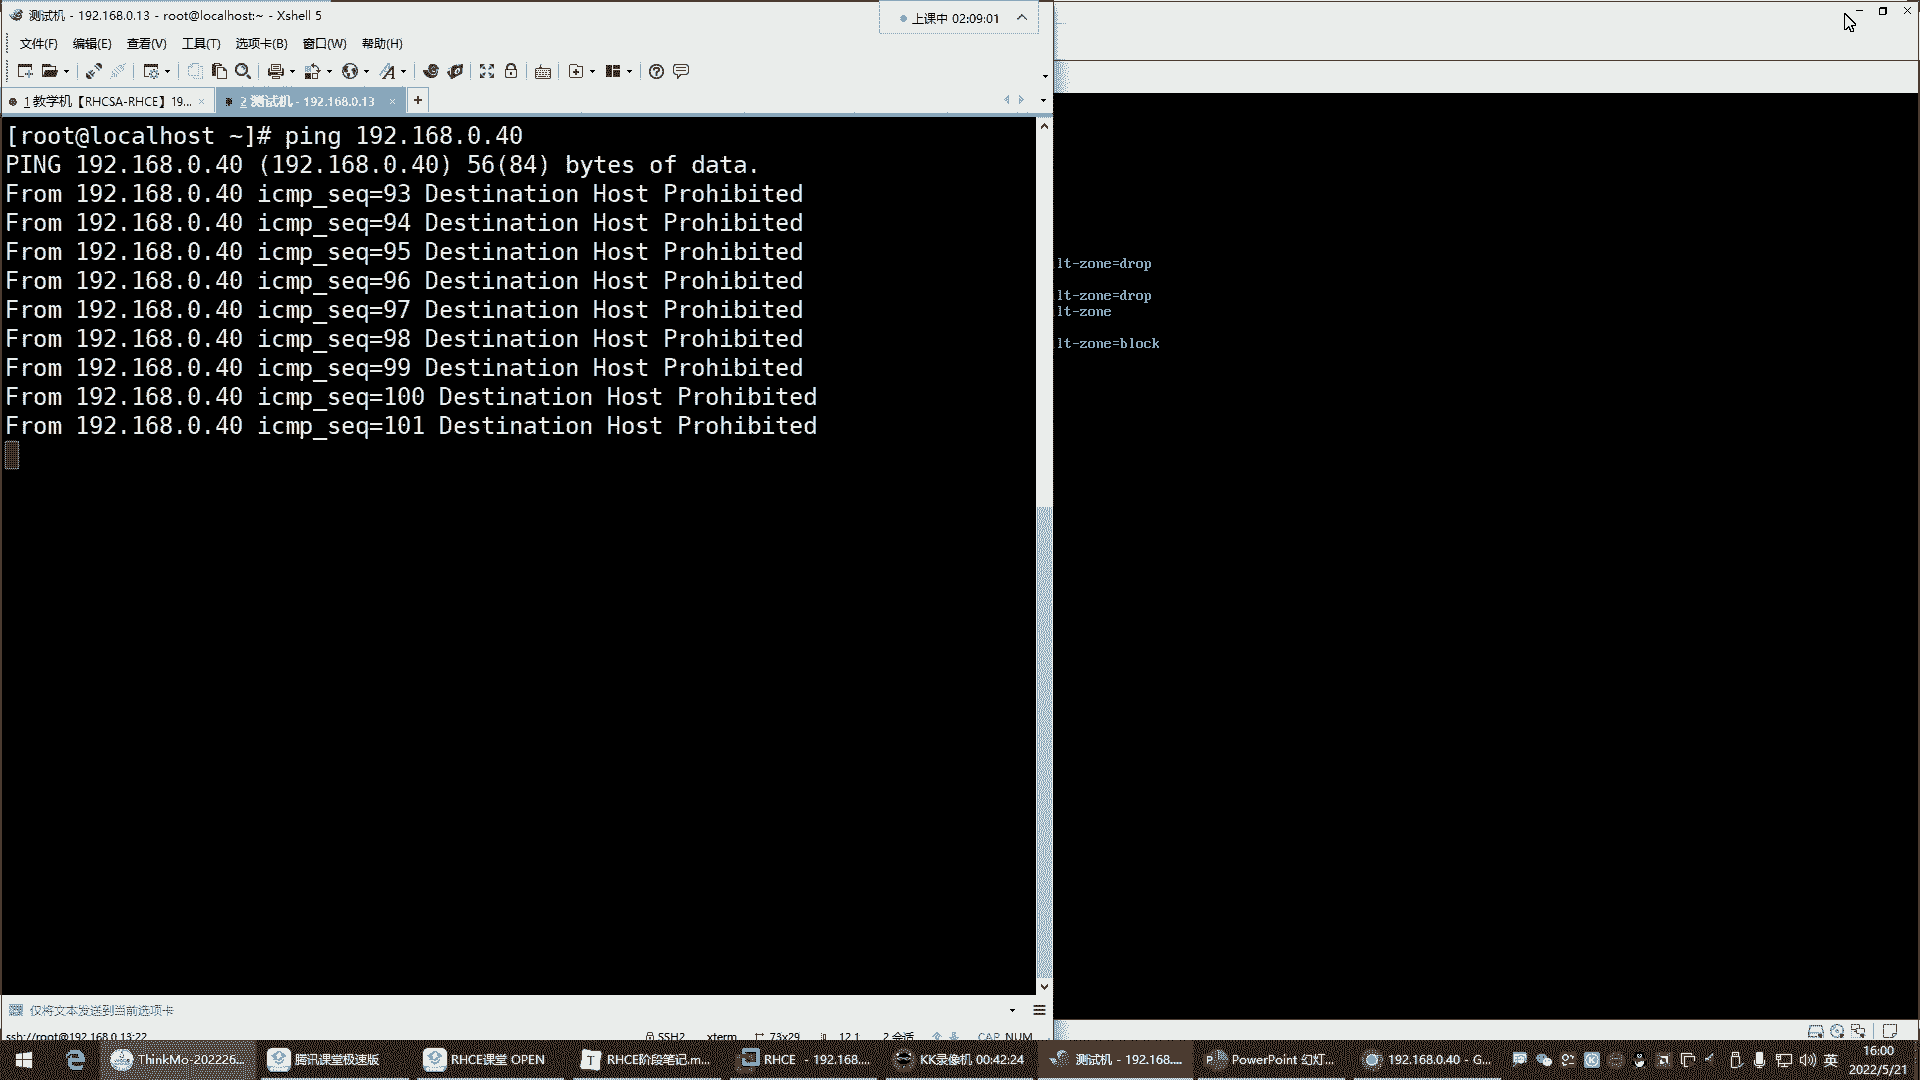 测试机 - 192.168.0.13 - root@localhost:~ - Xshell 5
上课中 02:09:01
文件(F) 编辑(E) 查看(V) 工具(T) 选项卡(B) 窗口(W) 帮助(H)
1 教学机【RHCSA-RHCE】19...
2 测试机 - 192.168.0.13
[root@localhost ~]# ping 192.168.0.40
PING 192.168.0.40 (192.168.0.40) 56(84) bytes of data.
From 192.168.0.40 icmp_seq=93 Destination Host Prohibited
From 192.168.0.40 icmp_seq=94 Destination Host Prohibited
From 192.168.0.40 icmp_seq=95 Destination Host Prohibited
From 192.168.0.40 icmp_seq=96 Destination Host Prohibited
From 192.168.0.40 icmp_seq=97 Destination Host Prohibited
From 192.168.0.40 icmp_seq=98 Destination Host Prohibited
From 192.168.0.40 icmp_seq=99 Destination Host Prohibited
From 192.168.0.40 icmp_seq=100 Destination Host Prohibited
From 192.168.0.40 icmp_seq=101 Destination Host Prohibited
lt-zone=drop
lt-zone=drop
lt-zone
lt-zone=block
仅将文本发送到当前选项卡
ssh://root@192.168.0.13:22 SSH2 xterm 73x29 12,1 2 会话 CAP NUM
ThinkMo-202226... 腾讯课堂极速版 RHCE课堂 OPEN RHCE阶段笔记.m... RHCE - 192.168.... KK录像机 00:42:24 测试机 - 192.168.... PowerPoint 幻灯... 192.168.0.40 - G... 英
16:00
2022/5/21